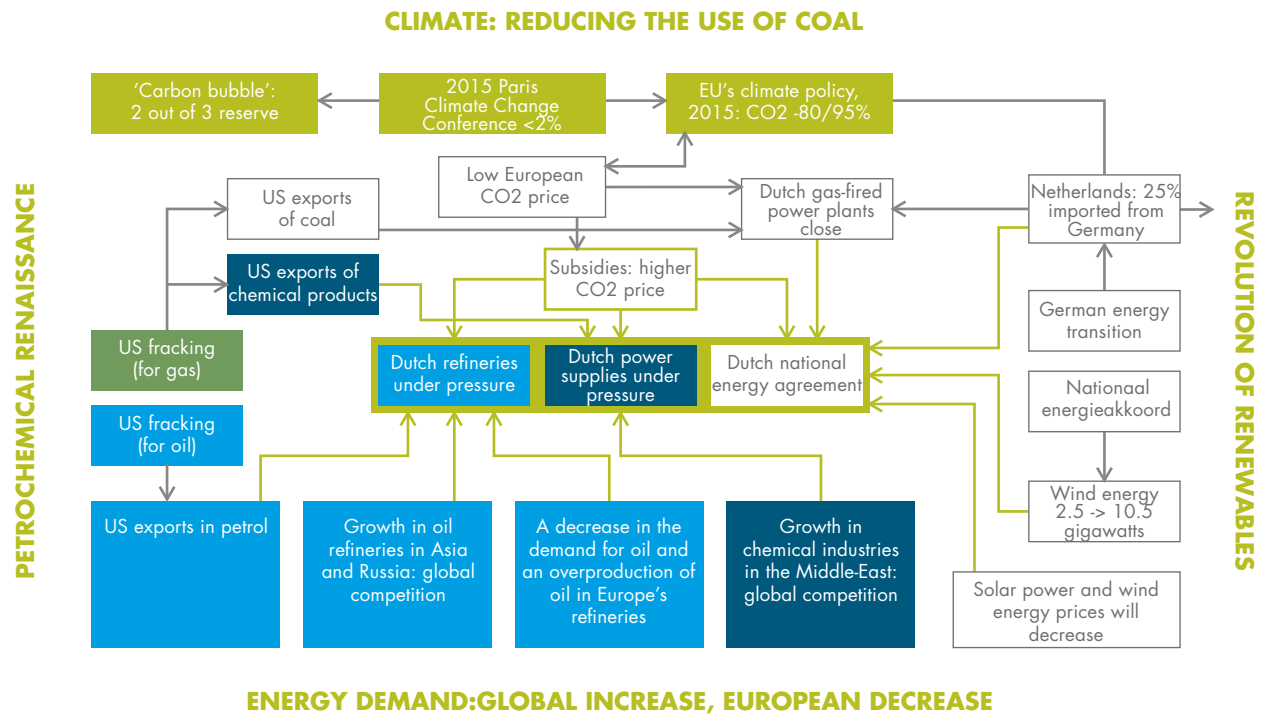 CLIMATE: REDUCING THE USE OF COAL
‘Carbon bubble’:
2 out of 3 reserve
2015 Paris
Climate Change
Conference <2%
EU’s climate policy,
2015: CO2 -80/95%
PETROCHEMICAL RENAISSANCE
REVOLUTION OF RENEWABLES
US exports
of coal
Low European
CO2 price
Dutch gas-fired
power plants
close
Netherlands: 25%
imported from
Germany
US exports of
chemical products
Subsidies: higher
CO2 price
German energy
transition
US fracking
(for gas)
Dutch refineries
under pressure
Dutch power
supplies under
pressure
Dutch national
energy agreement
Nationaal
energieakkoord
US fracking
(for oil)
Wind energy
2.5 -> 10.5
gigawatts
US exports in petrol
Growth in oil
refineries in Asia
and Russia: global
competition
A decrease in the
demand for oil and
an overproduction of
oil in Europe’s
refineries
Growth in
chemical industries
in the Middle-East:
global competition
Solar power and wind
energy prices will
decrease
ENERGY DEMAND:GLOBAL INCREASE, EUROPEAN DECREASE